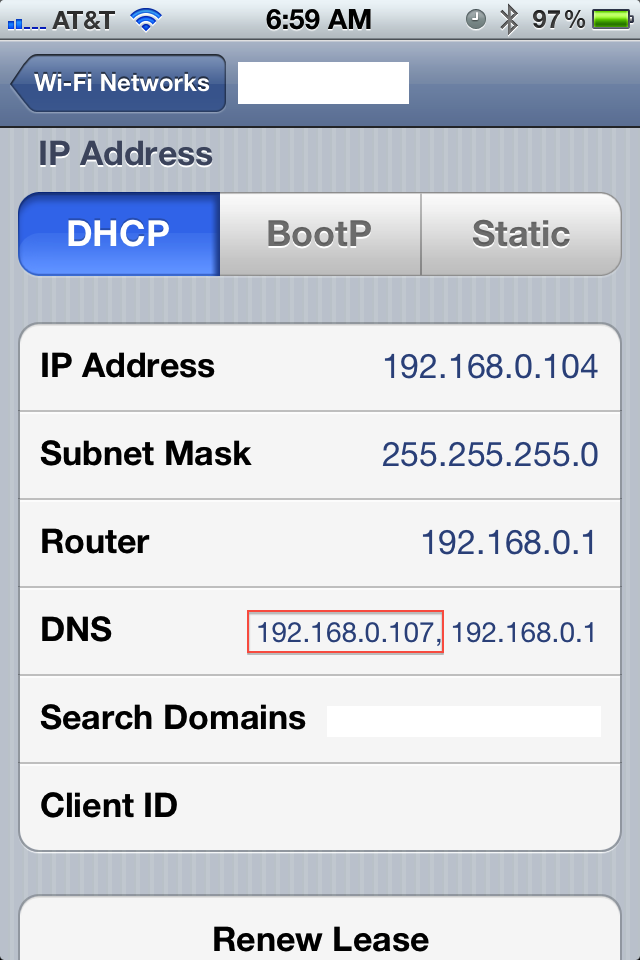 AT&T 6:59 AM 97%
Wi-Fi Networks
IP Address
DHCP BootP Static
IP Address 192.168.0.104
Subnet Mask 255.255.255.0
Router 192.168.0.1
DNS 192.168.0.107, 192.168.0.1
Search Domains
Client ID
Renew Lease